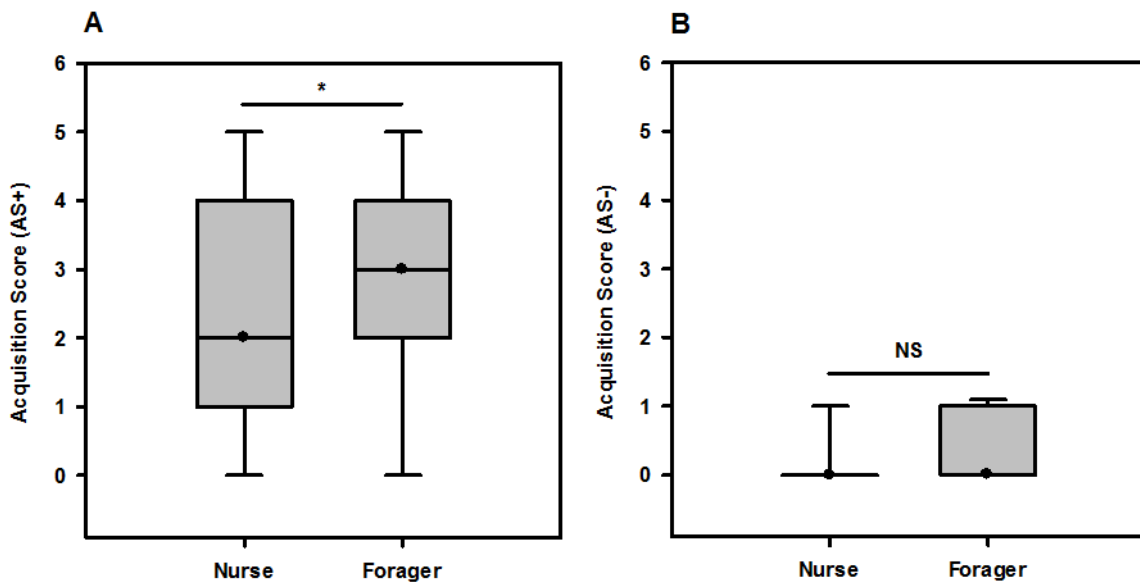 A
Acquisition Score (AS+)
6
5
4
3
2
1
0
*
Nurse
Forager
B
Acquisition Score (AS-)
6
5
4
3
2
1
0
NS
Nurse
Forager